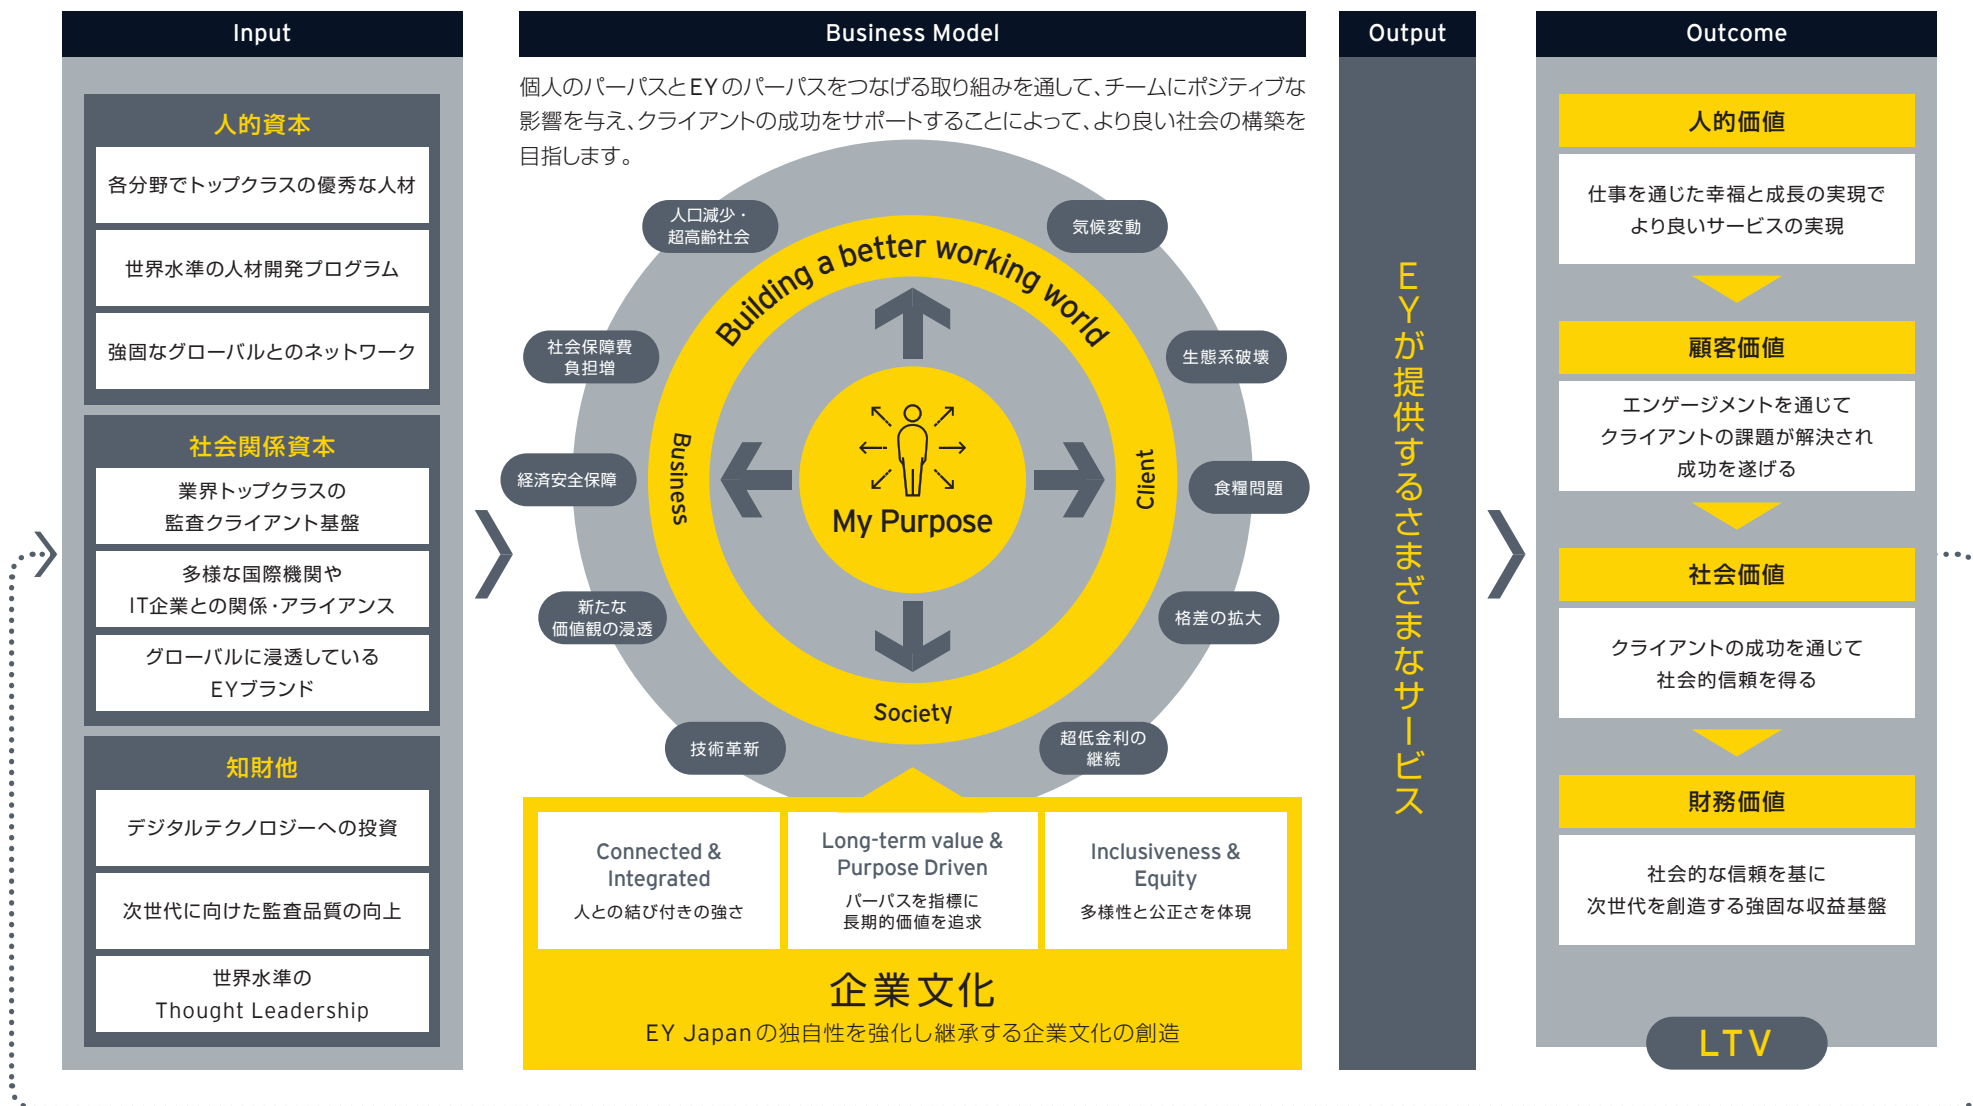 Input
人的資本
各分野でトップクラスの優秀な人材
世界水準の人材開発プログラム
強固なグローバルとのネットワーク
社会関係資本
業界トップクラスの
監査クライアント基盤
多様な国際機関や
IT企業との関係・アライアンス
グローバルに浸透している
EYブランド
知財他
デジタルテクノロジーへの投資
次世代に向けた監査品質の向上
世界水準の
Thought Leadership
Business Model
個人のパーパスとEYのパーパスをつなげる取り組みを通して、チームにポジティブな
影響を与え、クライアントの成功をサポートすることによって、より良い社会の構築を
目指します。
人口減少・
超高齢社会
気候変動
社会保障費
負担増
生態系破壊
経済安全保障
食糧問題
新たな
価値観の浸透
格差の拡大
技術革新
超低金利の
継続
Building a better working world
Business
Client
Society
My Purpose
Connected &
Integrated
人との結び付きの強さ
Long-term value &
Purpose Driven
パーパスを指標に
長期的価値を追求
Inclusiveness &
Equity
多様性と公正さを体現
企業文化
EY Japanの独自性を強化し継承する企業文化の創造
Output
EYが提供するさまざまなサービス
Outcome
人的価値
仕事を通じた幸福と成長の実現で
より良いサービスの実現
顧客価値
エンゲージメントを通じて
クライアントの課題が解決され
成功を遂げる
社会価値
クライアントの成功を通じて
社会的信頼を得る
財務価値
社会的な信頼を基に
次世代を創造する強固な収益基盤
LTV